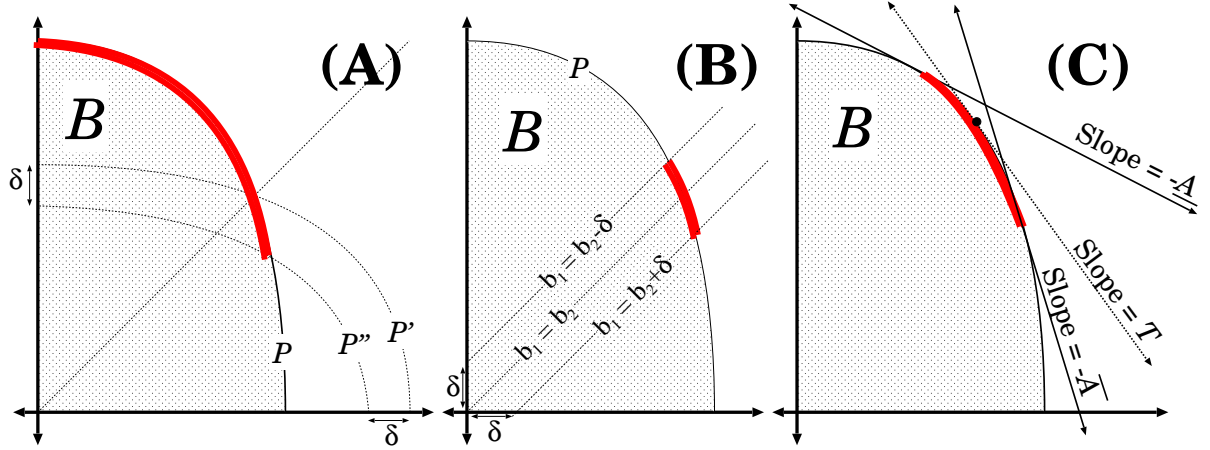 (A)
B
δ
P
P”
P’
δ
(B)
P
B
b₁ = b₂-δ
b₁ = b₂
b₁ = b₂+δ
δ
δ
(C)
B
Slope = -A̲
Slope = T
Slope = -A̅